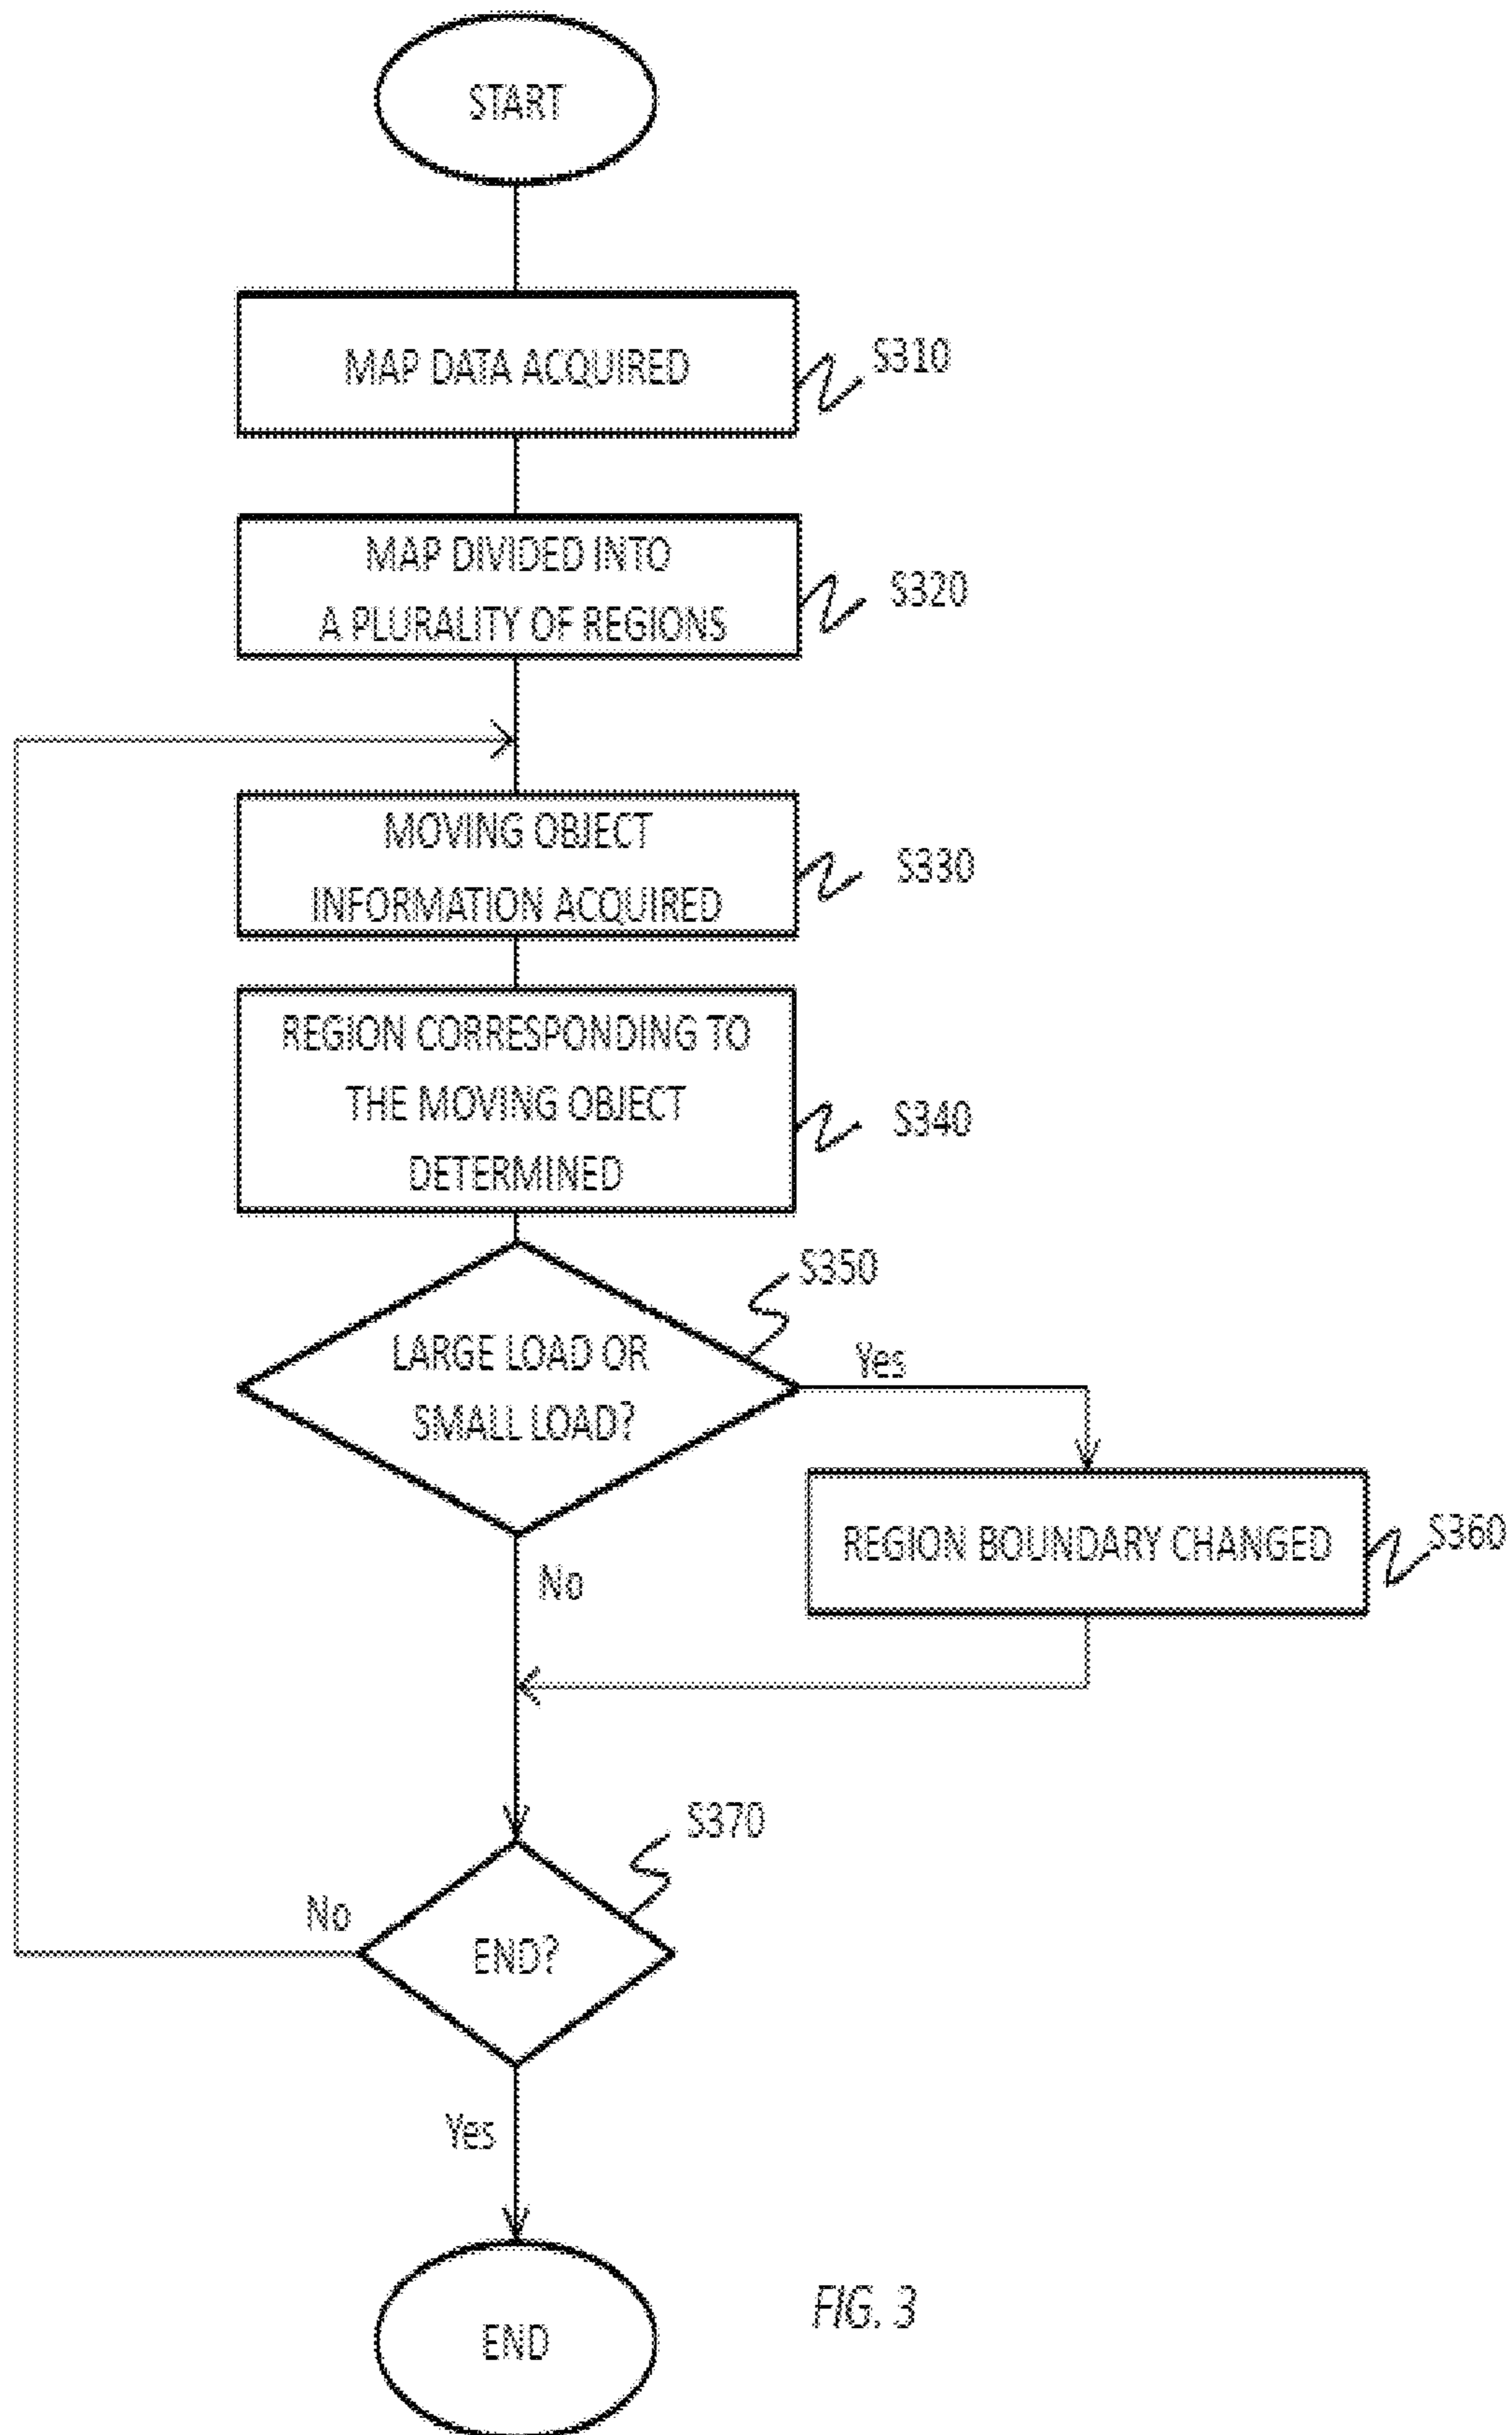 START
MAP DATA ACQUIRED
S310
MAP DIVIDED INTO
A PLURALITY OF REGIONS
S320
MOVING OBJECT
INFORMATION ACQUIRED
S330
REGION CORRESPONDING TO
THE MOVING OBJECT
DETERMINED
S340
S350
LARGE LOAD OR
SMALL LOAD?
Yes
REGION BOUNDARY CHANGED
S360
No
S370
No
END?
Yes
END
FIG. 3